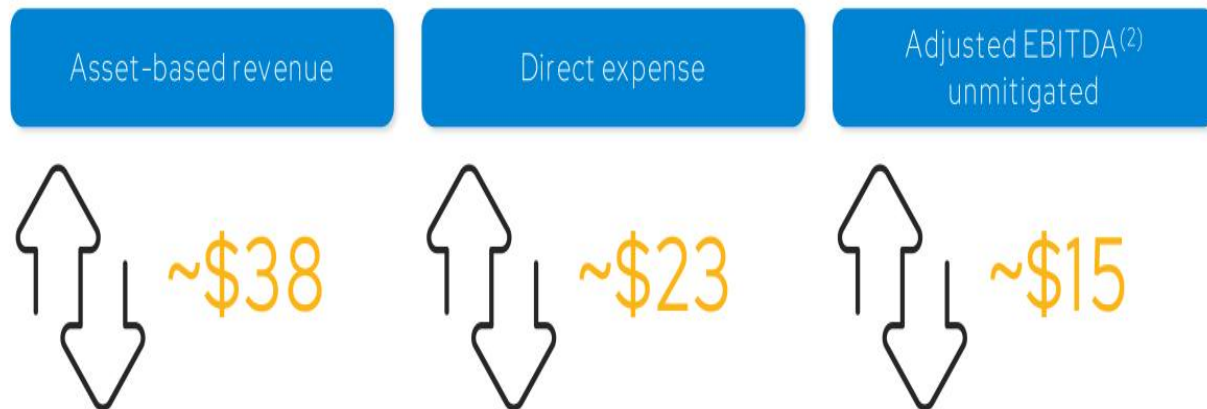 Asset-based revenue
Direct expense
Adjusted EBITDA(2)
unmitigated
~$38
~$23
~$15